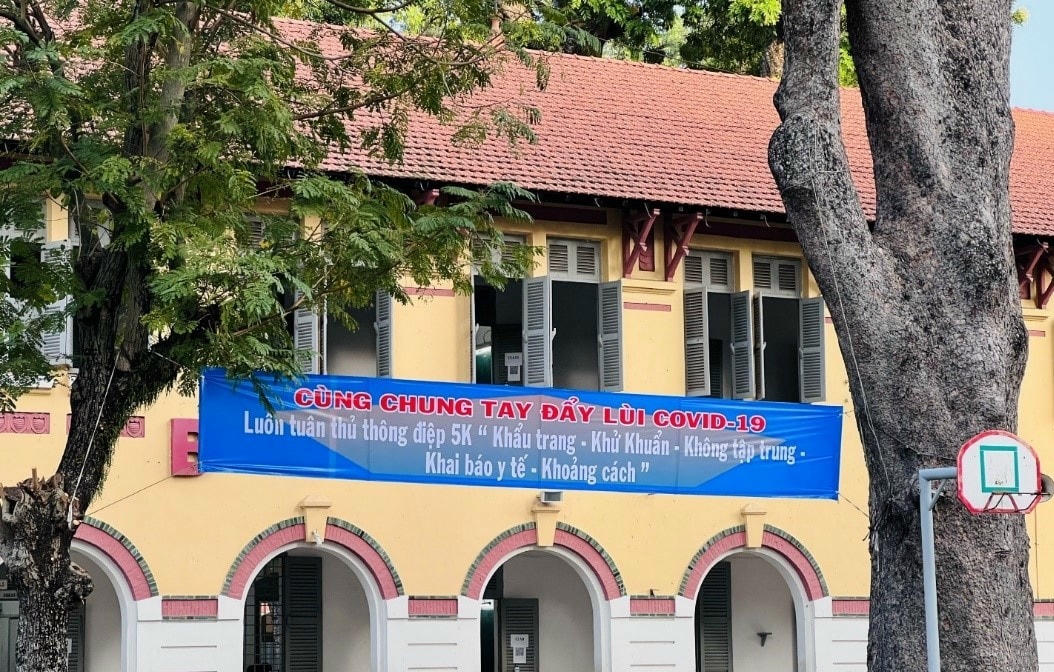 CÙNG CHUNG TAY ĐẨY LÙI COVID-19
Luôn tuân thủ thông điệp 5K “ Khẩu trang - Khử Khuẩn - Không tập trung -
Khai báo y tế - Khoảng cách ”